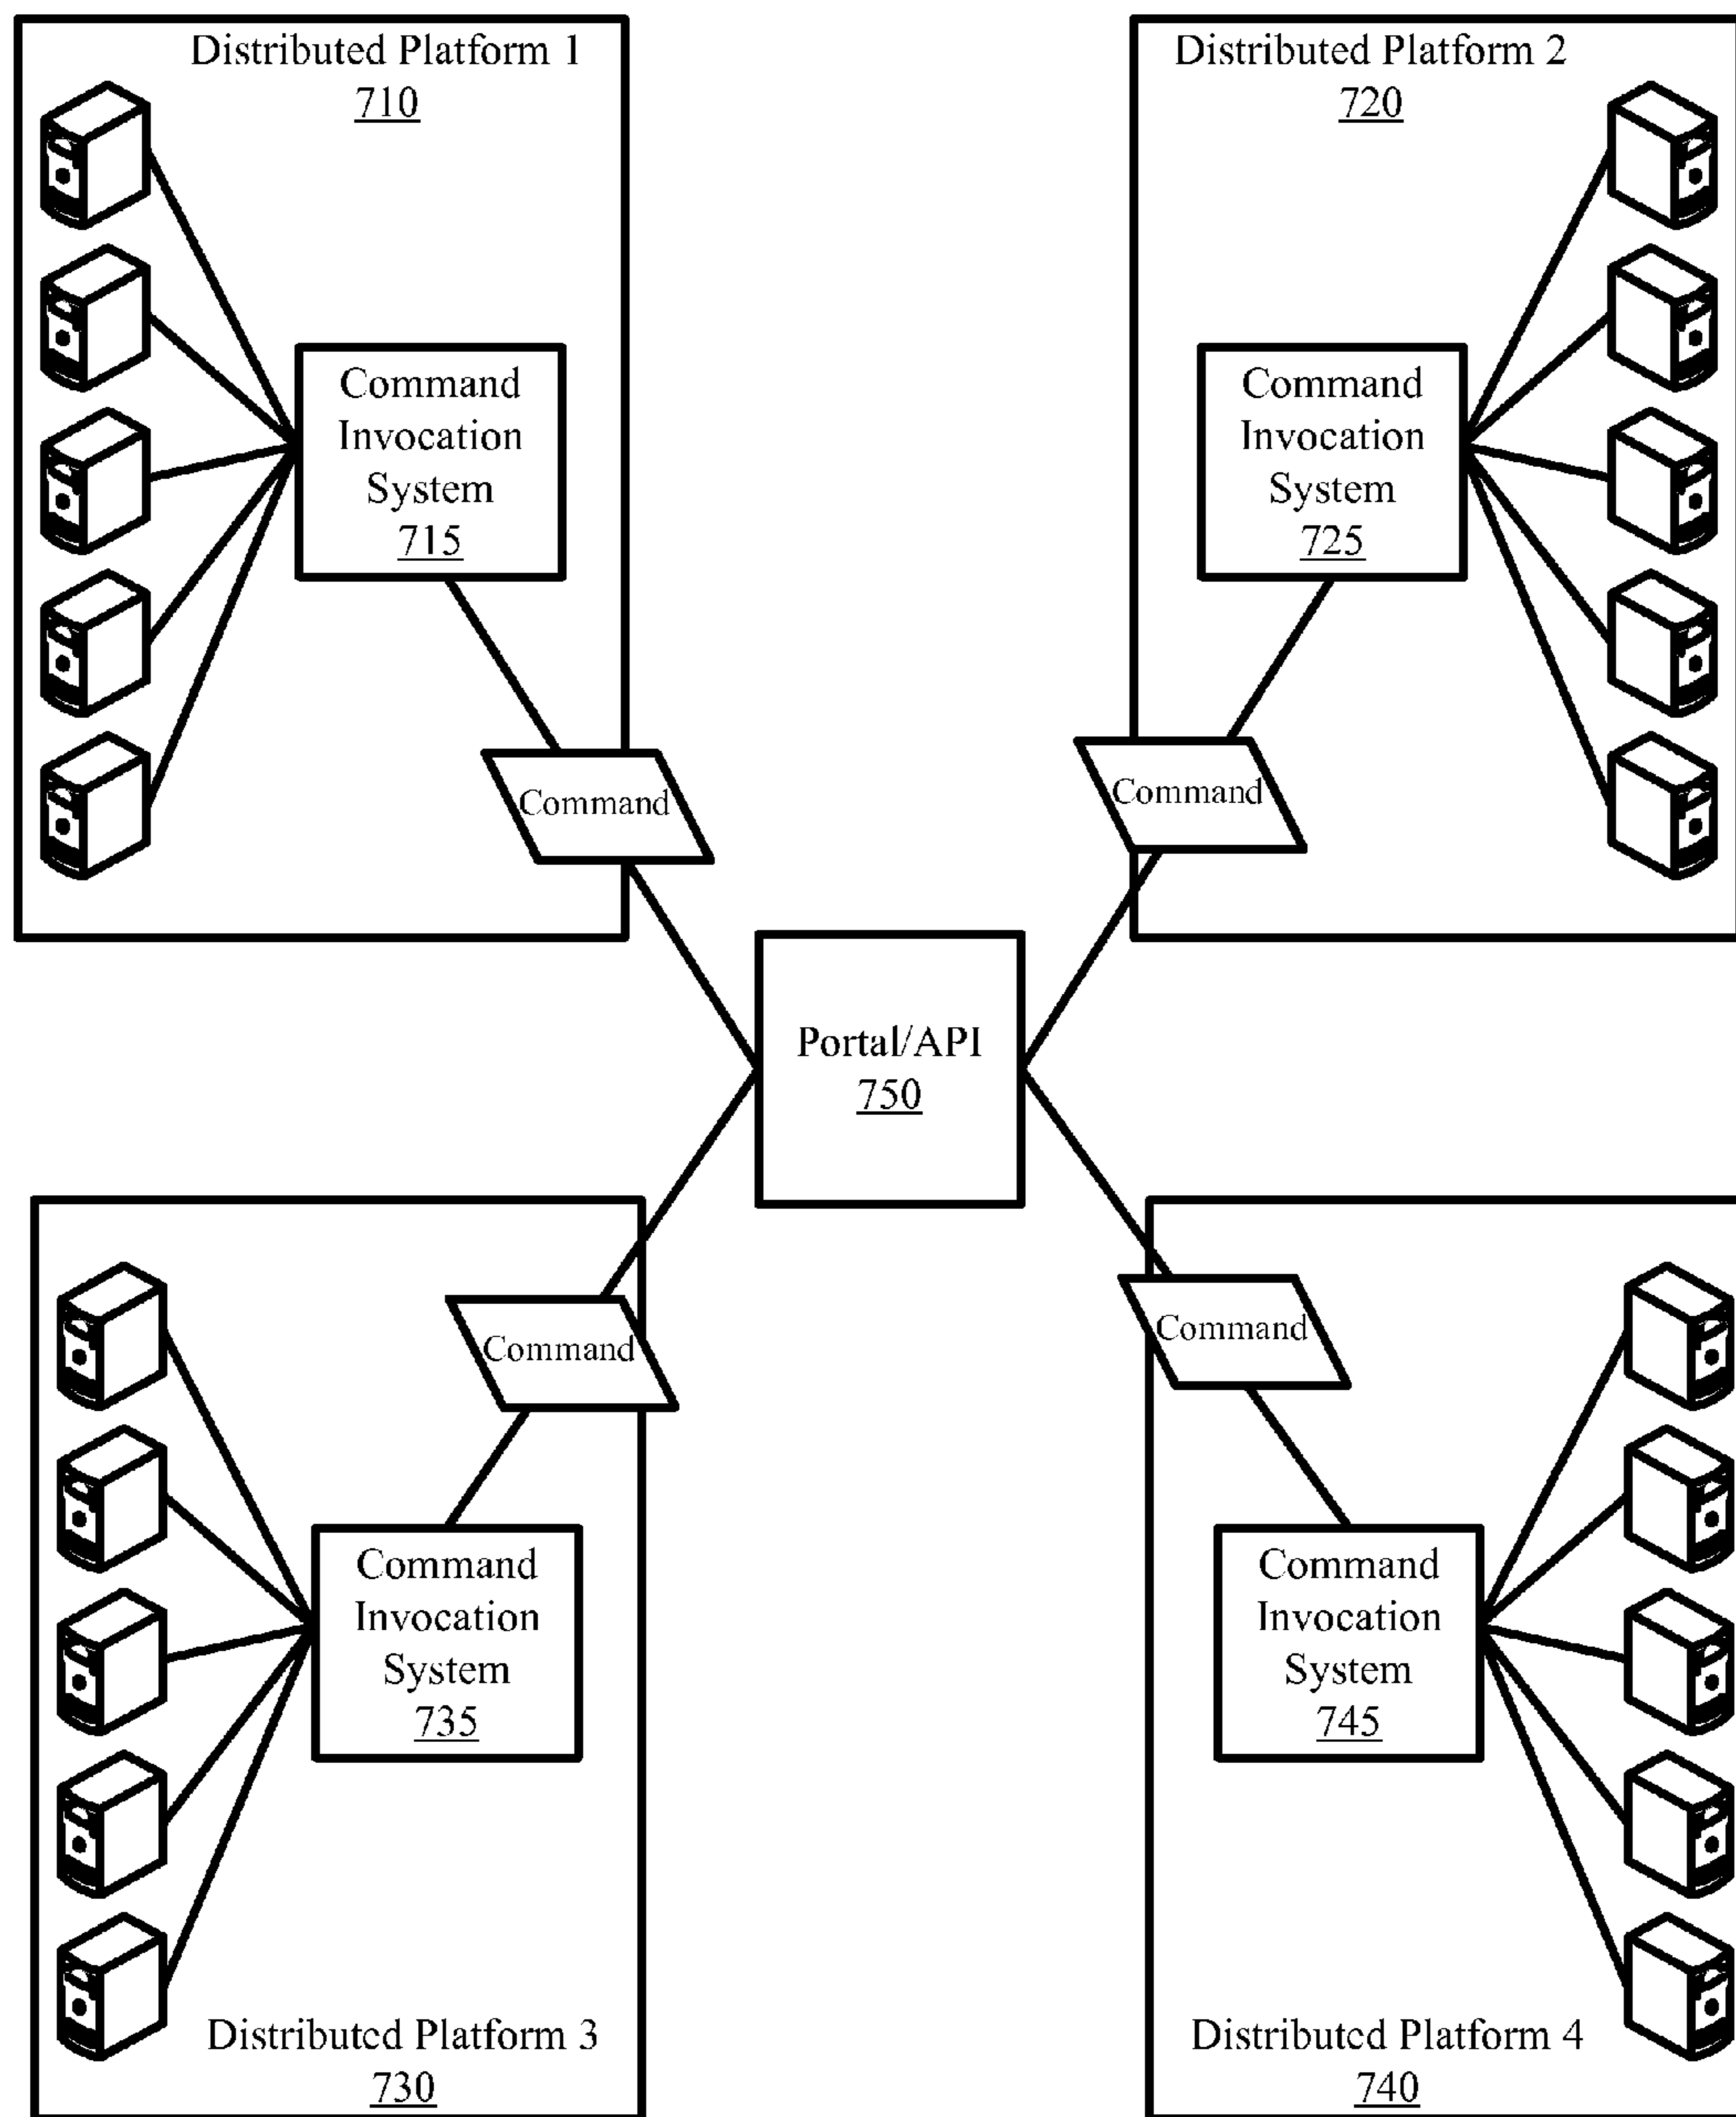 Distributed Platform 1
710
Command
Invocation
System
715
Command
Distributed Platform 2
720
Command
Invocation
System
725
Command
Portal/API
750
Command
Command
Invocation
System
735
Distributed Platform 3
730
Command
Command
Invocation
System
745
Distributed Platform 4
740